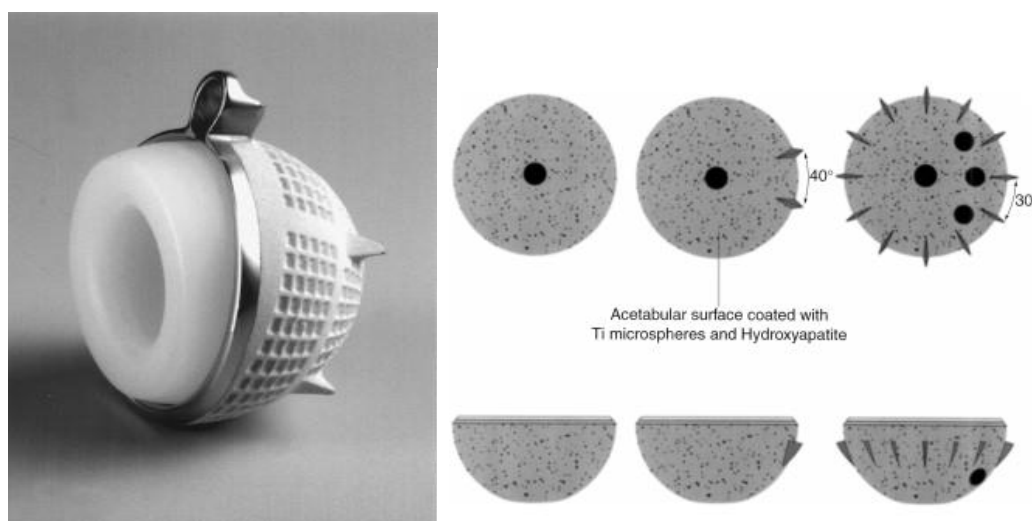 40°
30
Acetabular surface coated with
Ti microspheres and Hydroxyapatite